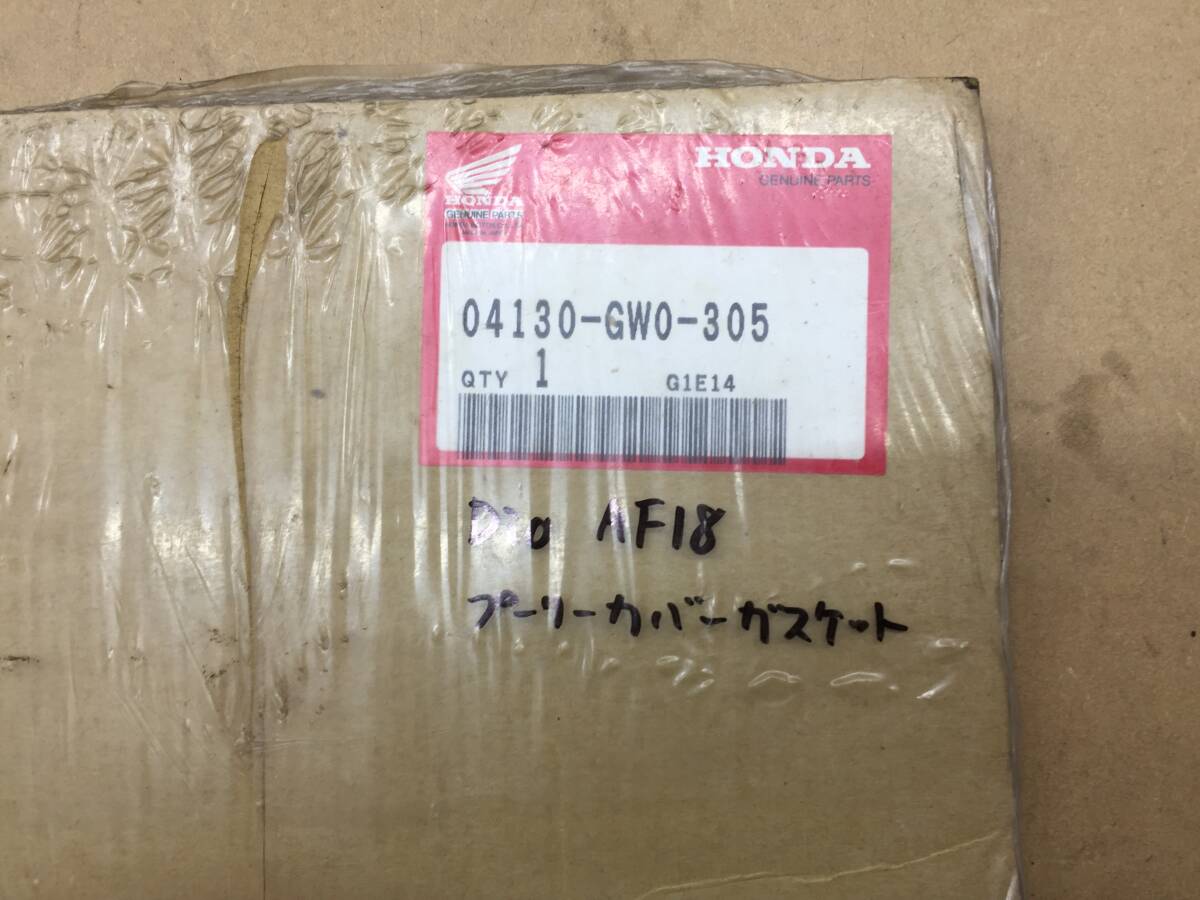 HONDA
GENUINE PARTS
HONDA
GENUINE PARTS
04130-GW0-305
QTY 1 G1E14
Dio AF18
プーリーカバーガスケット